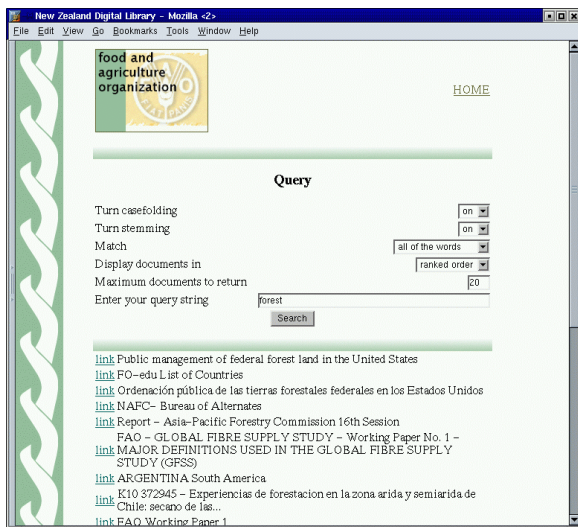 New Zealand Digital Library - Mozilla <2>
File Edit View Go Bookmarks Tools Window Help
food and
agriculture
organization
FIAT PANIS
HOME
Query
Turn casefolding on
Turn stemming on
Match all of the words
Display documents in ranked order
Maximum documents to return 20
Enter your query string forest
Search
link Public management of federal forest land in the United States
link FO-edu List of Countries
link Ordenación pública de las tierras forestales federales en los Estados Unidos
link NAFC- Bureau of Alternates
link Report - Asia-Pacific Forestry Commission 16th Session
FAO - GLOBAL FIBRE SUPPLY STUDY - Working Paper No. 1 -
link MAJOR DEFINITIONS USED IN THE GLOBAL FIBRE SUPPLY
STUDY (GFSS)
link ARGENTINA South America
link K10 372945 - Experiencias de forestacion en la zona arida y semiarida de
Chile: secano de las...
link FAO Working Paper 1